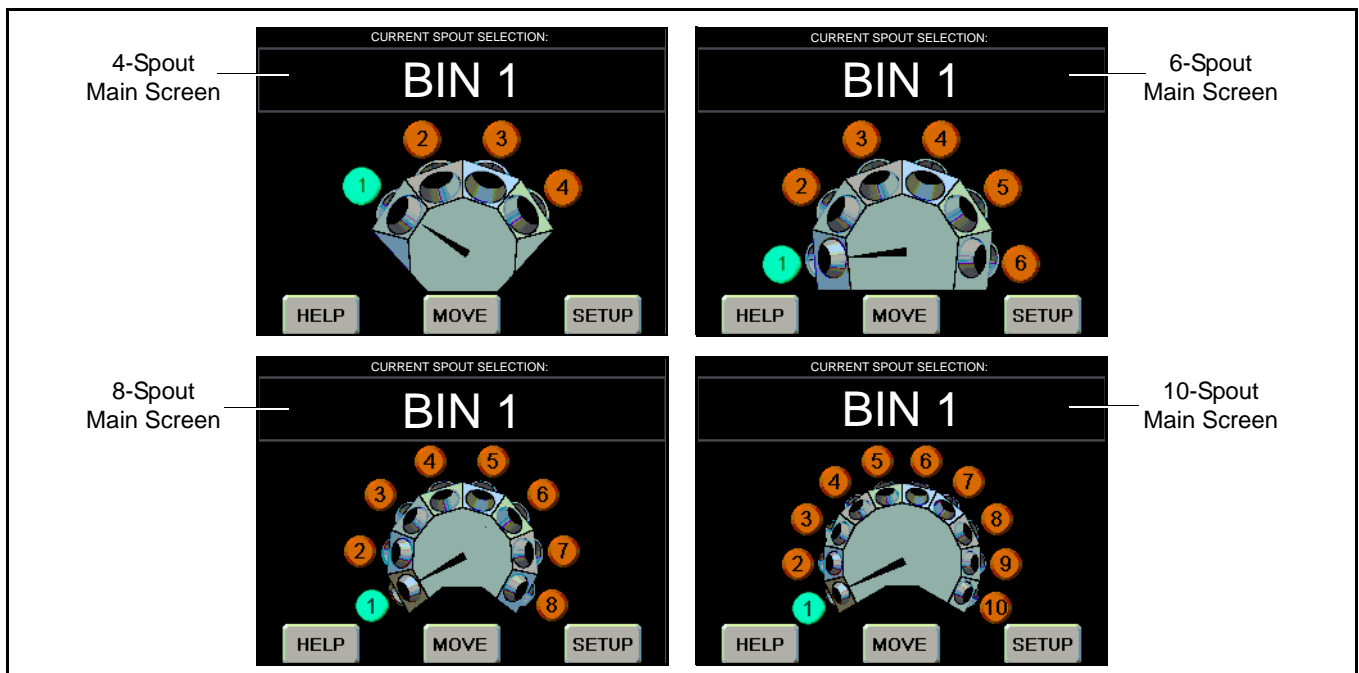 4-Spout
Main Screen
CURRENT SPOUT SELECTION:
BIN 1
1
2
3
4
HELP
MOVE
SETUP
CURRENT SPOUT SELECTION:
BIN 1
1
2
3
4
5
6
HELP
MOVE
SETUP
6-Spout
Main Screen
8-Spout
Main Screen
CURRENT SPOUT SELECTION:
BIN 1
1
2
3
4
5
6
7
8
HELP
MOVE
SETUP
CURRENT SPOUT SELECTION:
BIN 1
1
2
3
4
5
6
7
8
9
10
HELP
MOVE
SETUP
10-Spout
Main Screen